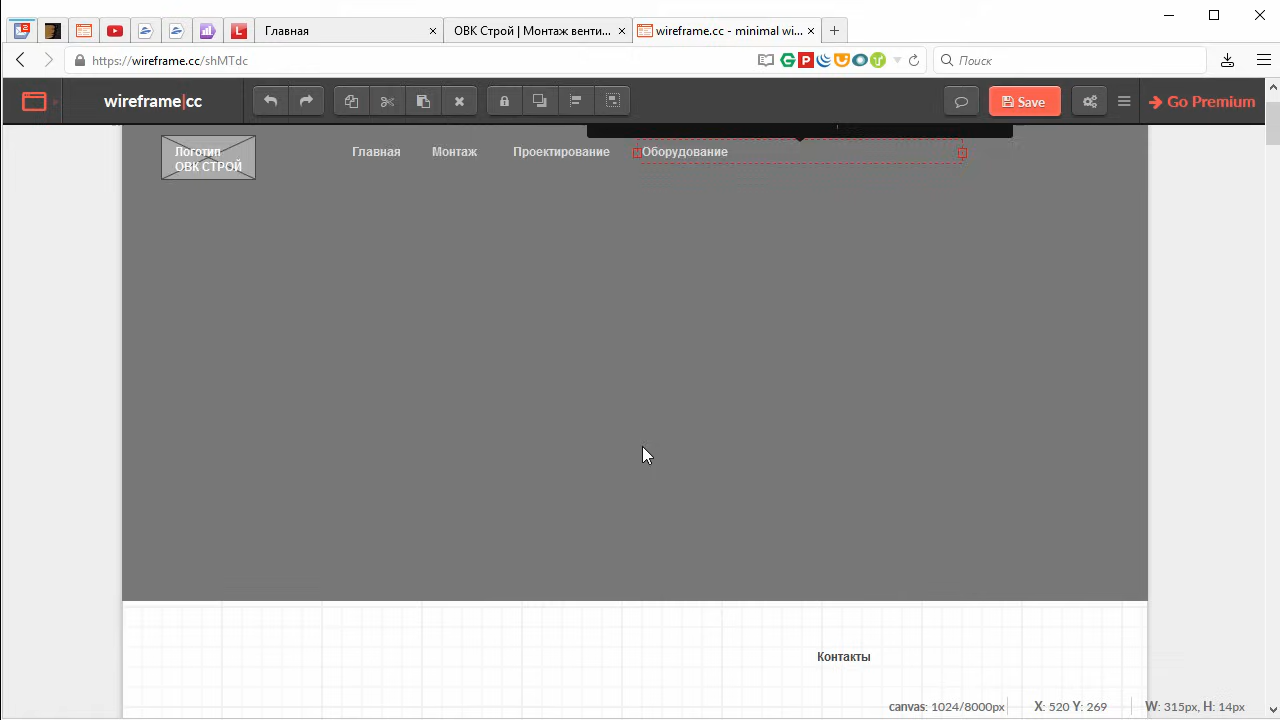 Главная
ОВК Строй | Монтаж венти...
wireframe.cc - minimal wi...
https://wireframe.cc/shMTdc
Поиск
wireframe|cc
Save
Go Premium
Логотип
ОВК СТРОЙ
Главная
Монтаж
Проектирование
Оборудование
Контакты
canvas: 1024/8000px
X: 520 Y: 269
W: 315px, H: 14px